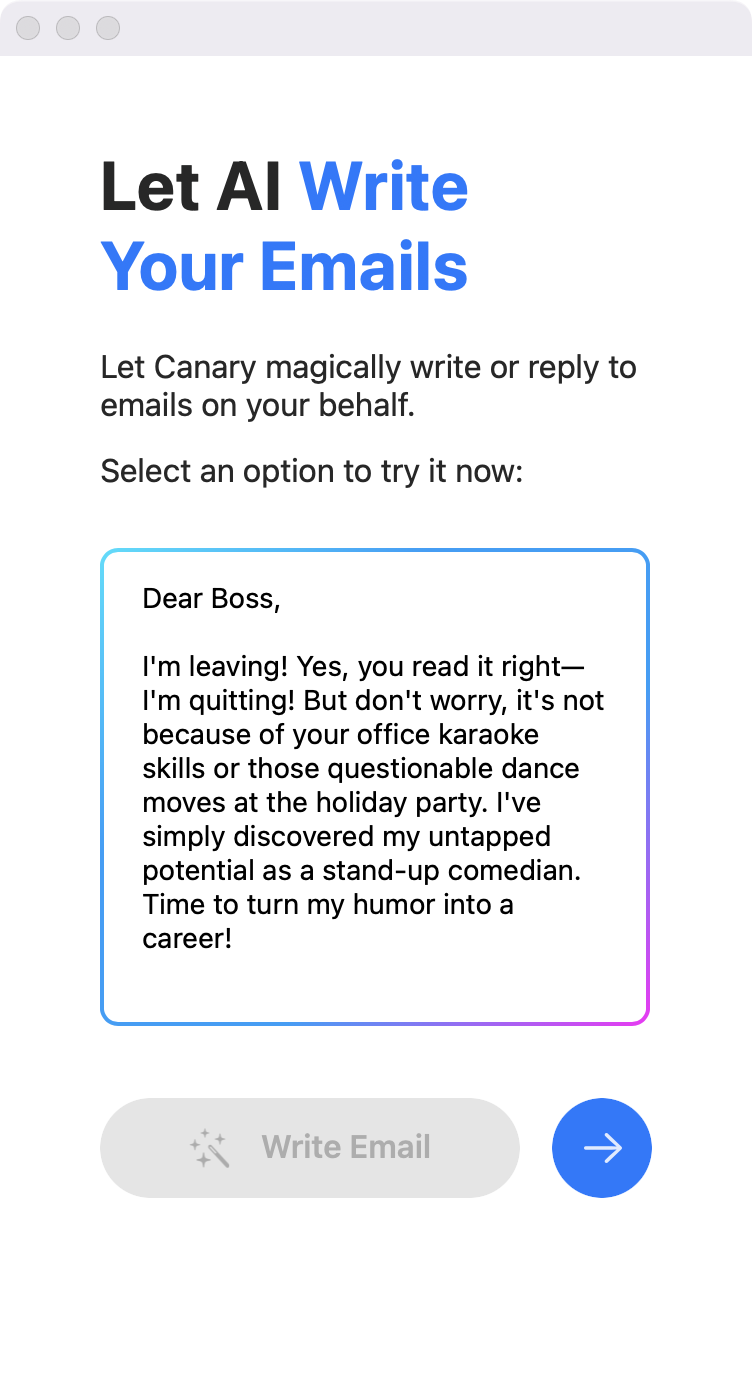 Let AI Write
Your Emails
Let Canary magically write or reply to
emails on your behalf.
Select an option to try it now:
Dear Boss,
I'm leaving! Yes, you read it right—
I'm quitting! But don't worry, it's not
because of your office karaoke
skills or those questionable dance
moves at the holiday party. I've
simply discovered my untapped
potential as a stand-up comedian.
Time to turn my humor into a
career!
Write Email